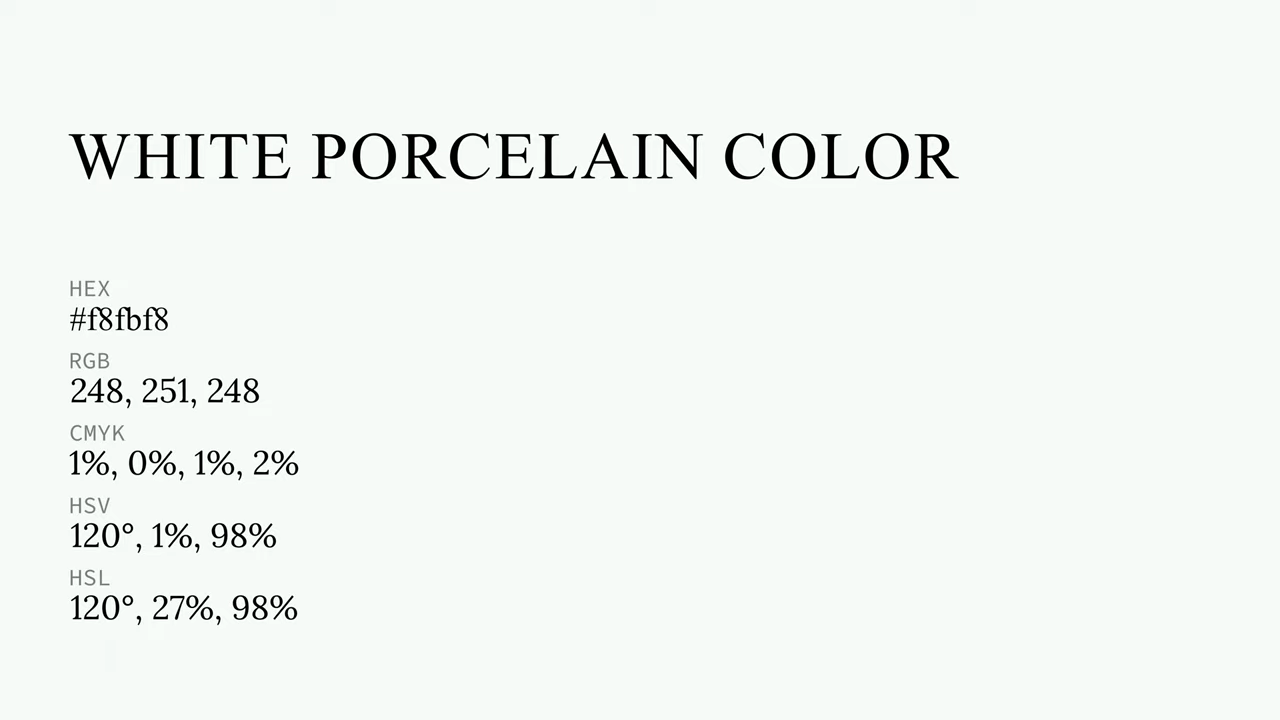 WHITE PORCELAIN COLOR
HEX
#f8fbf8
RGB
248, 251, 248
CMYK
1%, 0%, 1%, 2%
HSV
120°, 1%, 98%
HSL
120°, 27%, 98%